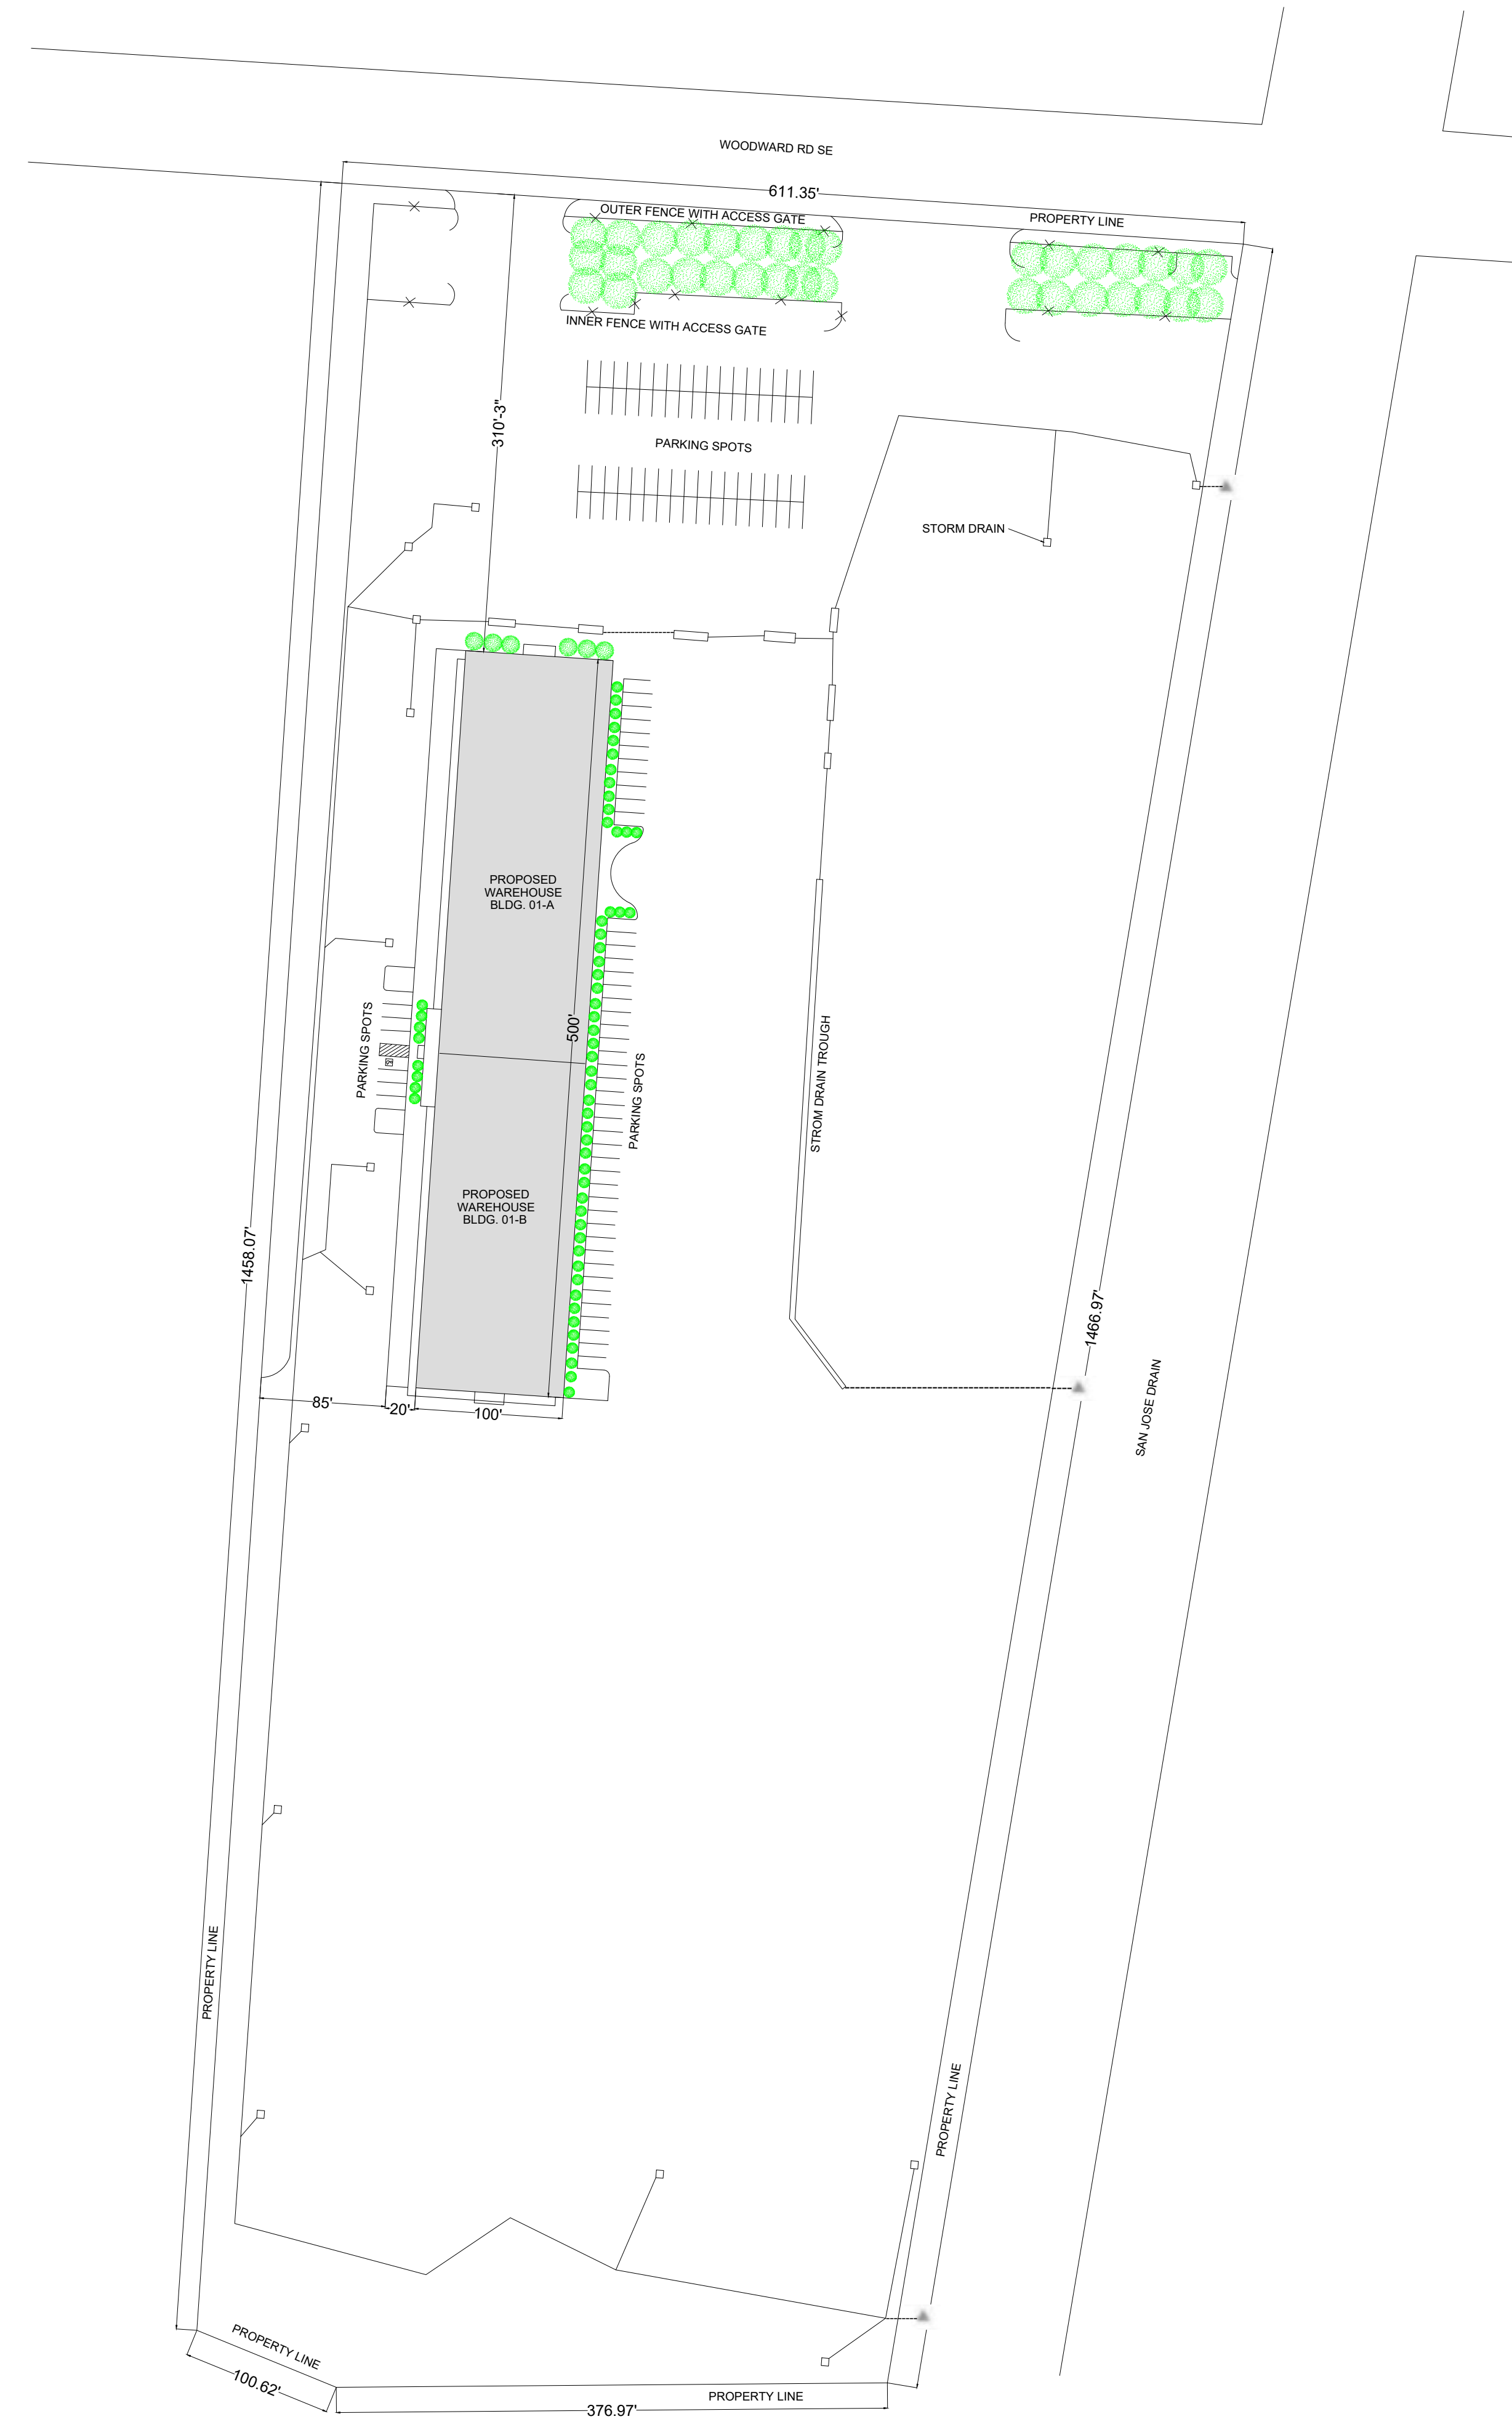 WOODWARD RD SE
611.35'
OUTER FENCE WITH ACCESS GATE
PROPERTY LINE
INNER FENCE WITH ACCESS GATE
310'-3"
PARKING SPOTS
STORM DRAIN
PROPOSED
WAREHOUSE
BLDG. 01-A
500'
PARKING SPOTS
PARKING SPOTS
STROM DRAIN TROUGH
PROPOSED
WAREHOUSE
BLDG. 01-B
1458.07'
1466.97'
SAN JOSE DRAIN
85'
20'
100'
PROPERTY LINE
PROPERTY LINE
PROPERTY LINE
100.62'
PROPERTY LINE
376.97'